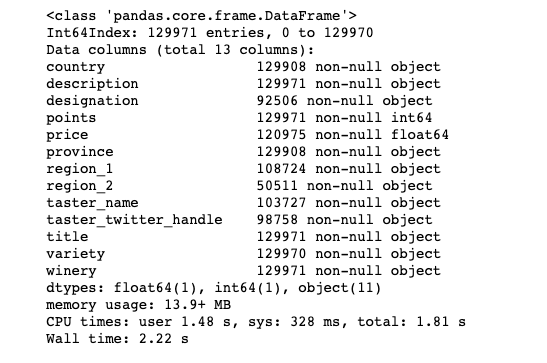 <class 'pandas.core.frame.DataFrame'>
Int64Index: 129971 entries, 0 to 129970
Data columns (total 13 columns):
country                  129908 non-null object
description              129971 non-null object
designation              92506 non-null object
points                   129971 non-null int64
price                    120975 non-null float64
province                 129908 non-null object
region_1                 108724 non-null object
region_2                 50511 non-null object
taster_name              103727 non-null object
taster_twitter_handle    98758 non-null object
title                    129971 non-null object
variety                  129970 non-null object
winery                   129971 non-null object
dtypes: float64(1), int64(1), object(11)
memory usage: 13.9+ MB
CPU times: user 1.48 s, sys: 328 ms, total: 1.81 s
Wall time: 2.22 s